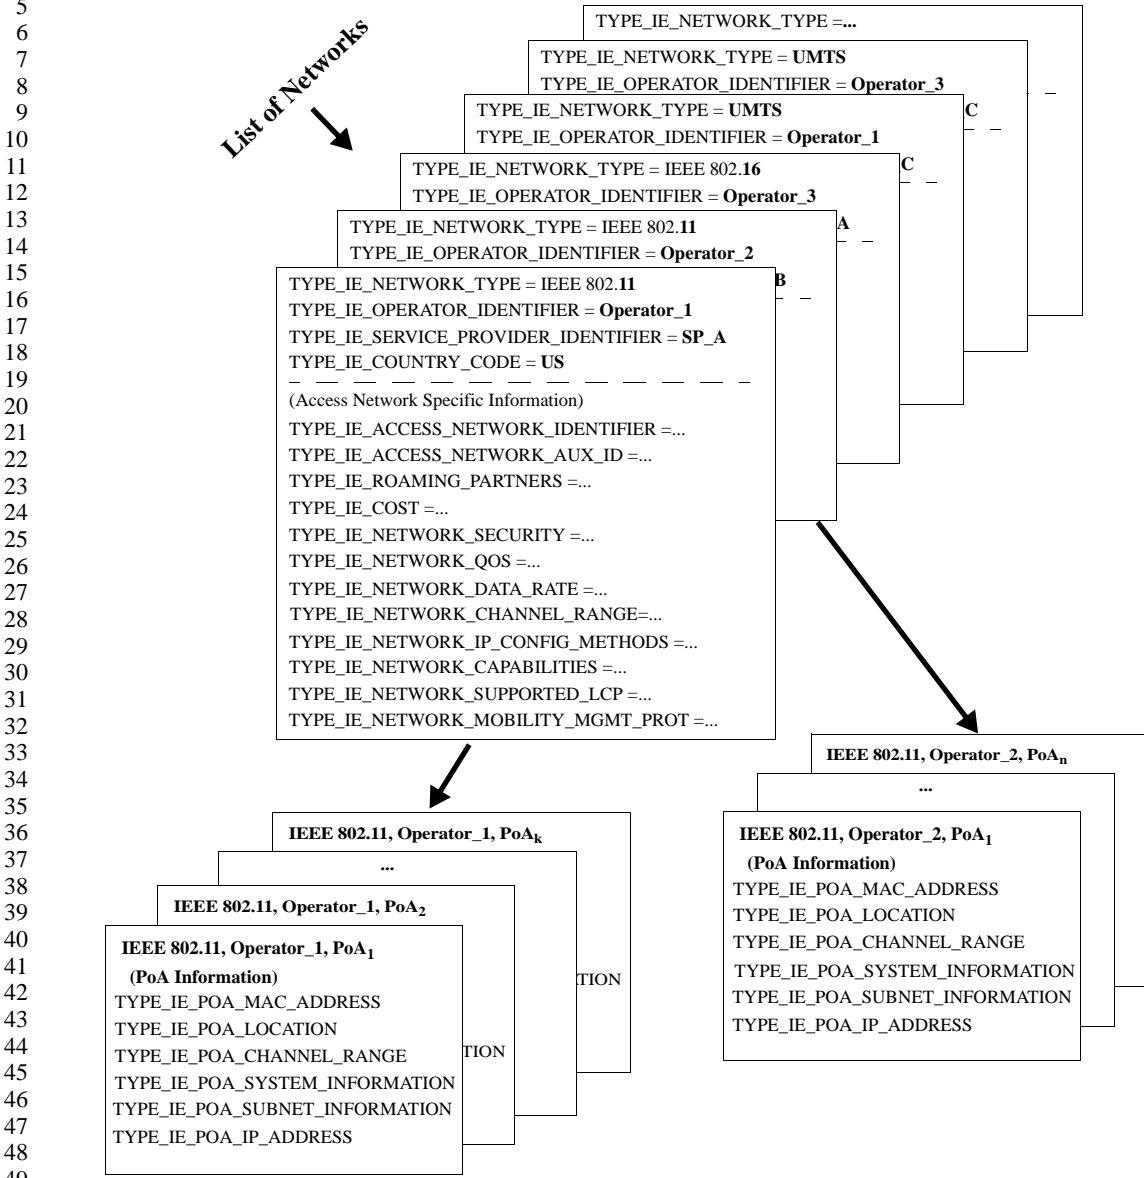 5
6
7
8
9
10
11
12
13
14
15
16
17
18
19
20
21
22
23
24
25
26
27
28
29
30
31
32
33
34
35
36
37
38
39
40
41
42
43
44
45
46
47
48
49
List of Networks
TYPE_IE_NETWORK_TYPE =...
TYPE_IE_NETWORK_TYPE = UMTS
TYPE_IE_OPERATOR_IDENTIFIER = Operator_3
C
TYPE_IE_NETWORK_TYPE = UMTS
TYPE_IE_OPERATOR_IDENTIFIER = Operator_1
C
TYPE_IE_NETWORK_TYPE = IEEE 802.16
TYPE_IE_OPERATOR_IDENTIFIER = Operator_3
A
TYPE_IE_NETWORK_TYPE = IEEE 802.11
TYPE_IE_OPERATOR_IDENTIFIER = Operator_2
B
TYPE_IE_NETWORK_TYPE = IEEE 802.11
TYPE_IE_OPERATOR_IDENTIFIER = Operator_1
TYPE_IE_SERVICE_PROVIDER_IDENTIFIER = SP_A
TYPE_IE_COUNTRY_CODE = US
(Access Network Specific Information)
TYPE_IE_ACCESS_NETWORK_IDENTIFIER =...
TYPE_IE_ACCESS_NETWORK_AUX_ID =...
TYPE_IE_ROAMING_PARTNERS =...
TYPE_IE_COST =...
TYPE_IE_NETWORK_SECURITY =...
TYPE_IE_NETWORK_QOS =...
TYPE_IE_NETWORK_DATA_RATE =...
TYPE_IE_NETWORK_CHANNEL_RANGE=...
TYPE_IE_NETWORK_IP_CONFIG_METHODS =...
TYPE_IE_NETWORK_CAPABILITIES =...
TYPE_IE_NETWORK_SUPPORTED_LCP =...
TYPE_IE_NETWORK_MOBILITY_MGMT_PROT =...
IEEE 802.11, Operator_1, PoAk
...
IEEE 802.11, Operator_1, PoA2
ATION
TION
IEEE 802.11, Operator_1, PoA1
(PoA Information)
TYPE_IE_POA_MAC_ADDRESS
TYPE_IE_POA_LOCATION
TYPE_IE_POA_CHANNEL_RANGE
TYPE_IE_POA_SYSTEM_INFORMATION
TYPE_IE_POA_SUBNET_INFORMATION
TYPE_IE_POA_IP_ADDRESS
IEEE 802.11, Operator_2, PoAn
...
IEEE 802.11, Operator_2, PoA1
(PoA Information)
TYPE_IE_POA_MAC_ADDRESS
TYPE_IE_POA_LOCATION
TYPE_IE_POA_CHANNEL_RANGE
TYPE_IE_POA_SYSTEM_INFORMATION
TYPE_IE_POA_SUBNET_INFORMATION
TYPE_IE_POA_IP_ADDRESS